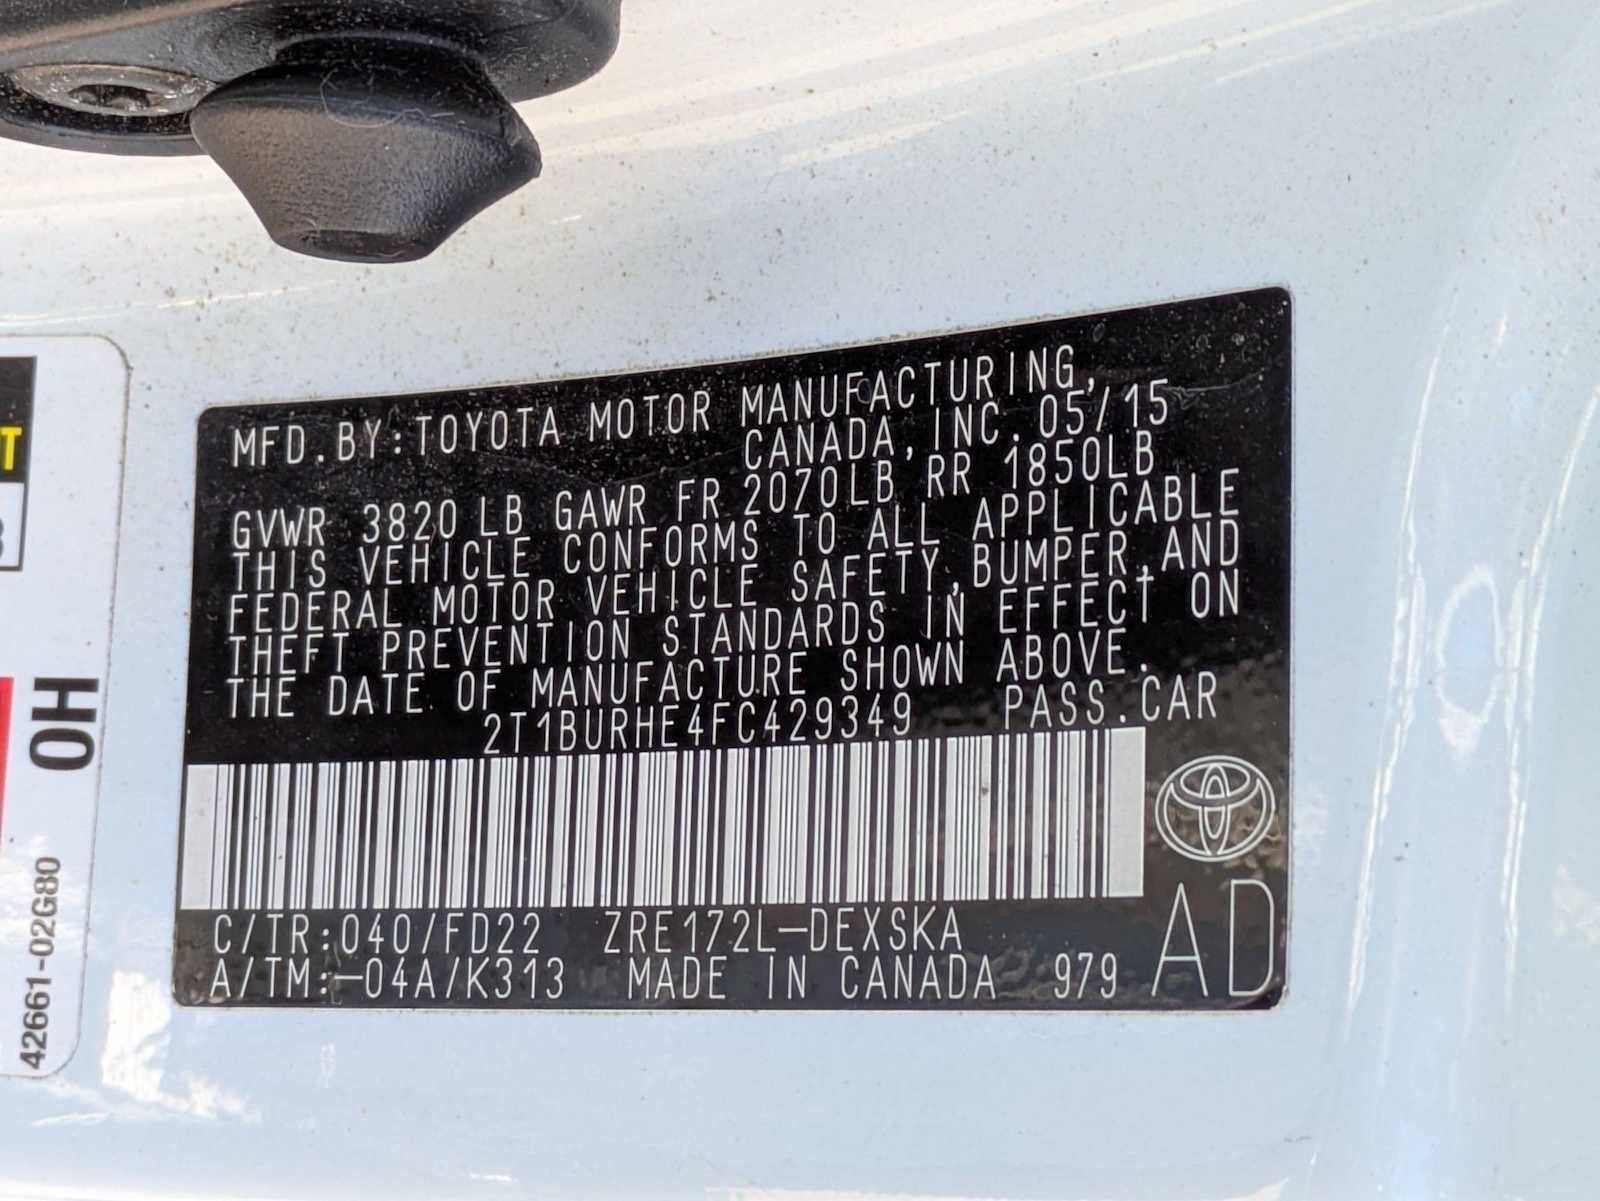 MFD.BY:TOYOTA MOTOR MANUFACTURING,
CANADA, INC. 05/15
GVWR 3820 LB GAWR FR 2070LB RR 1850LB
THIS VEHICLE CONFORMS TO ALL APPLICABLE
FEDERAL MOTOR VEHICLE SAFETY,BUMPER,AND
THEFT PREVENTION STANDARDS IN EFFECT ON
THE DATE OF MANUFACTURE SHOWN ABOVE.
2T1BURHE4FC429349 PASS.CAR
C/TR:040/FD22 ZRE172L-DEXSKA
A/TM:-04A/K313 MADE IN CANADA 979
AD
T
0H
42661-02G80